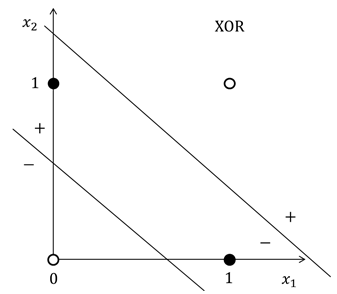 x₂
XOR
1
+
−
+
−
0
1
x₁